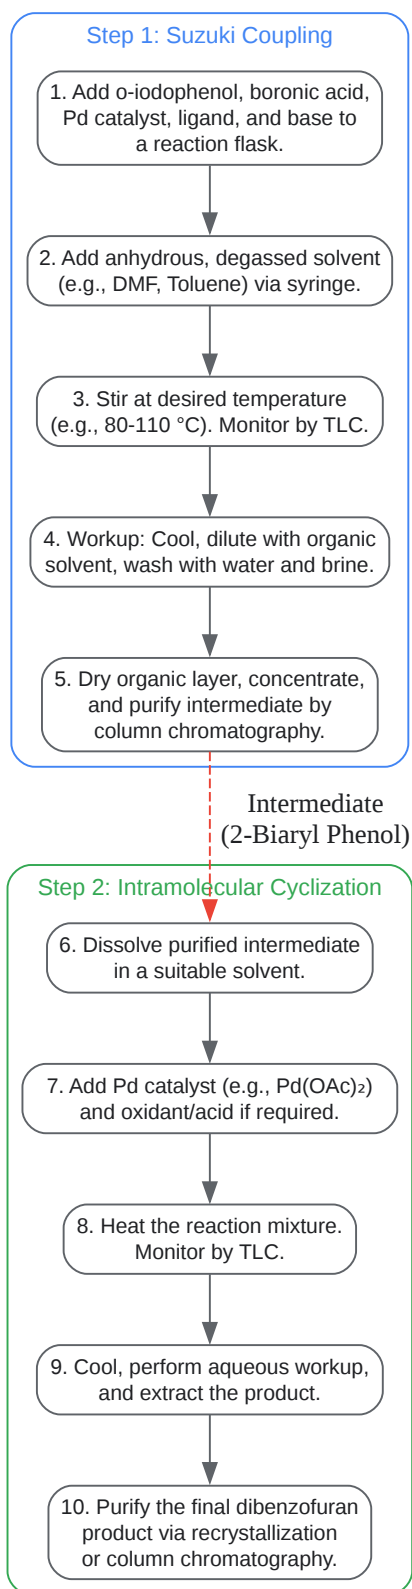 Step 1: Suzuki Coupling
1. Add o-iodophenol, boronic acid,
Pd catalyst, ligand, and base to
a reaction flask.
2. Add anhydrous, degassed solvent
(e.g., DMF, Toluene) via syringe.
3. Stir at desired temperature
(e.g., 80-110 °C). Monitor by TLC.
4. Workup: Cool, dilute with organic
solvent, wash with water and brine.
5. Dry organic layer, concentrate,
and purify intermediate by
column chromatography.
Intermediate
(2-Biaryl Phenol)
Step 2: Intramolecular Cyclization
6. Dissolve purified intermediate
in a suitable solvent.
7. Add Pd catalyst (e.g., Pd(OAc)₂)
and oxidant/acid if required.
8. Heat the reaction mixture.
Monitor by TLC.
9. Cool, perform aqueous workup,
and extract the product.
10. Purify the final dibenzofuran
product via recrystallization
or column chromatography.